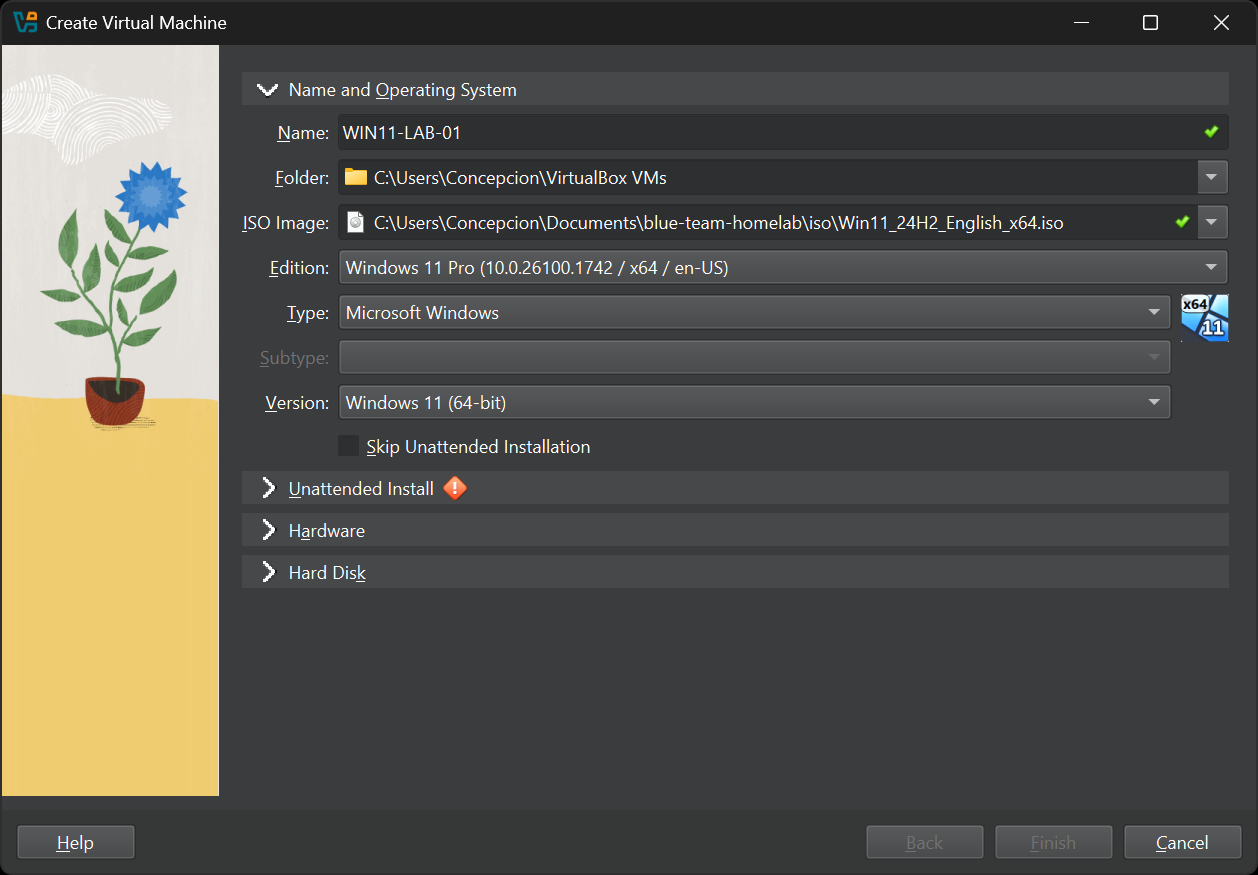 Create Virtual Machine
Name and Operating System
Name: WIN11-LAB-01
Folder: C:\Users\Concepcion\VirtualBox VMs
ISO Image: C:\Users\Concepcion\Documents\blue-team-homelab\iso\Win11_24H2_English_x64.iso
Edition: Windows 11 Pro (10.0.26100.1742 / x64 / en-US)
Type: Microsoft Windows
x64
11
Subtype:
Version: Windows 11 (64-bit)
Skip Unattended Installation
Unattended Install
Hardware
Hard Disk
Help Back Finish Cancel